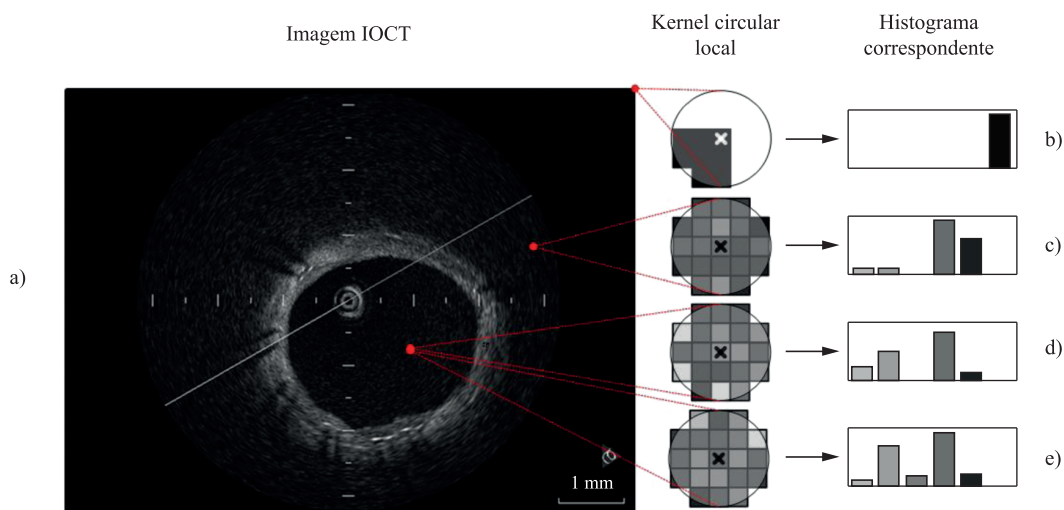 Imagem IOCT
Kernel circular
local
Histograma
correspondente
a)
b)
c)
d)
e)
1 mm